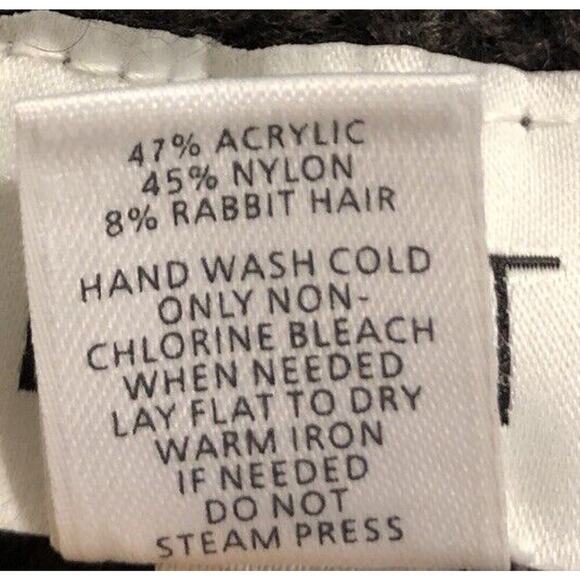 47% ACRYLIC
45% NYLON
8% RABBIT HAIR
HAND WASH COLD
ONLY NON-
CHLORINE BLEACH
WHEN NEEDED
LAY FLAT TO DRY
WARM IRON
IF NEEDED
DO NOT
STEAM PRESS
T